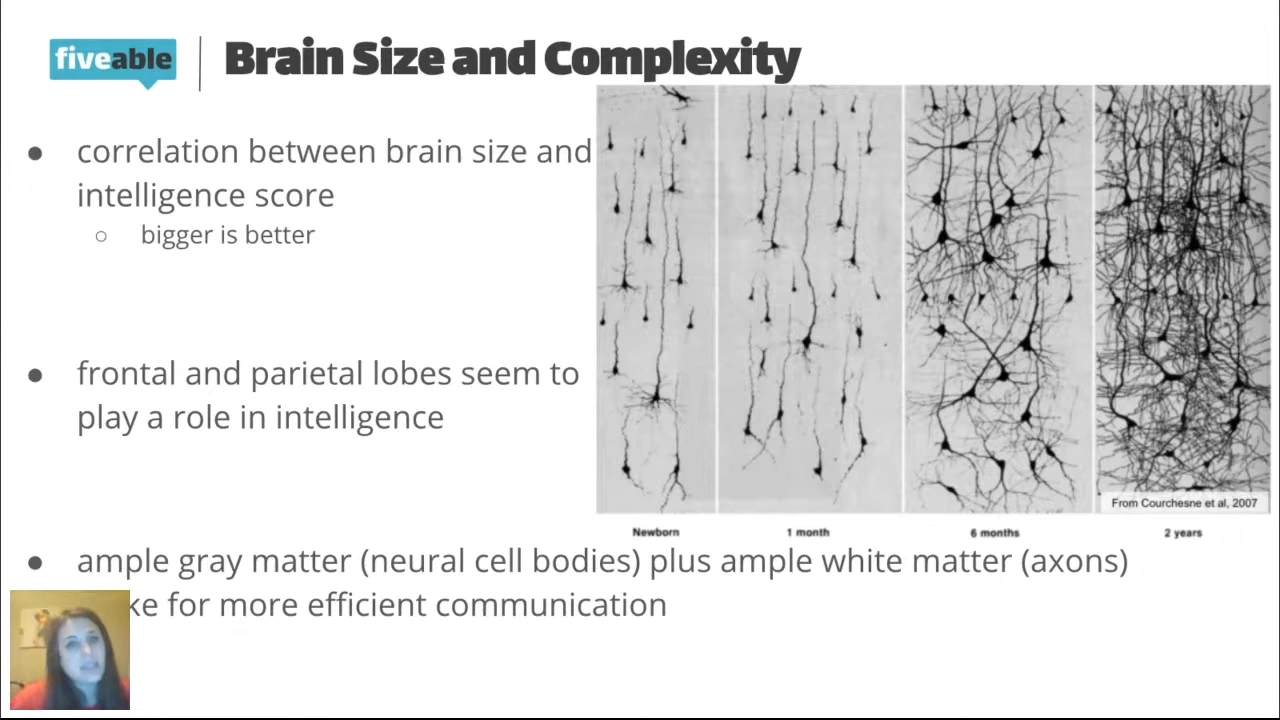 fiveable
Brain Size and Complexity
● correlation between brain size and
intelligence score
○ bigger is better
● frontal and parietal lobes seem to
play a role in intelligence
From Courchesne et al, 2007
Newborn 1 month 6 months 2 years
● ample gray matter (neural cell bodies) plus ample white matter (axons)
ke for more efficient communication